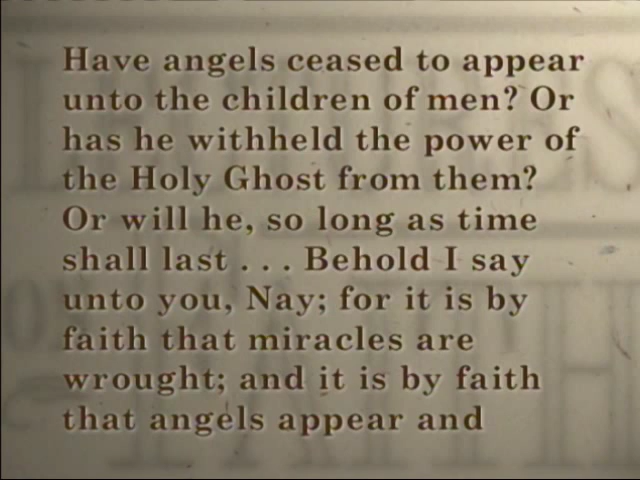 Have angels ceased to appear
unto the children of men? Or
has he withheld the power of
the Holy Ghost from them?
Or will he, so long as time
shall last . . . Behold I say
unto you, Nay; for it is by
faith that miracles are
wrought; and it is by faith
that angels appear and